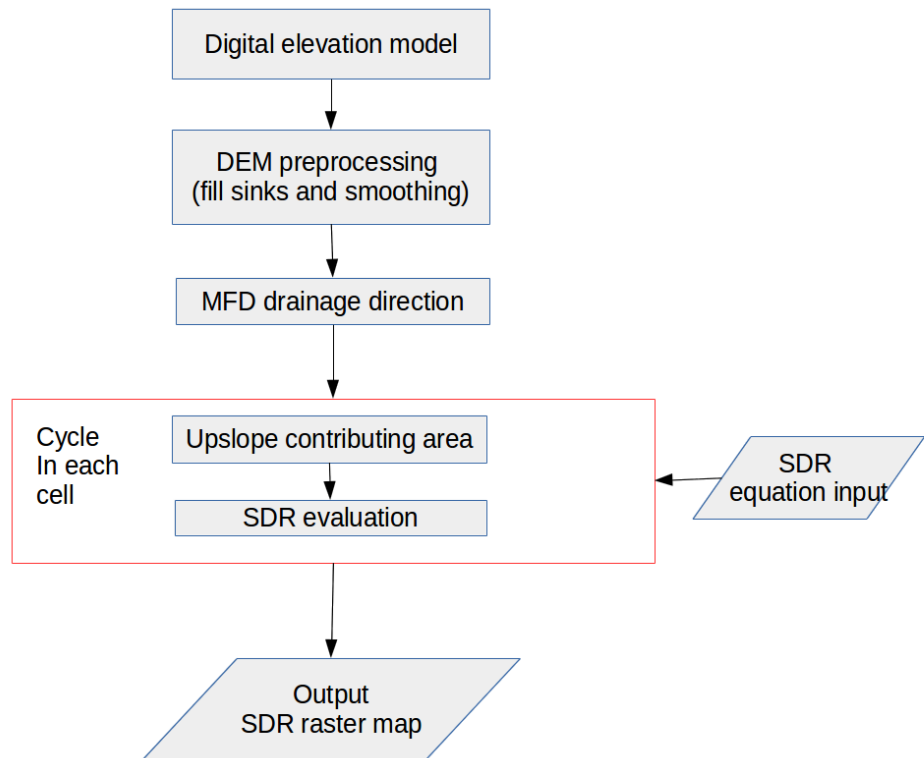 Digital elevation model
DEM preprocessing
(fill sinks and smoothing)
MFD drainage direction
Cycle
In each
cell
Upslope contributing area
SDR evaluation
SDR
equation input
Output
SDR raster map